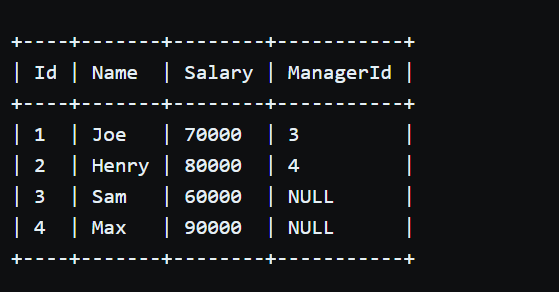 +----+-------+--------+-----------+
| Id | Name  | Salary | ManagerId |
+----+-------+--------+-----------+
| 1  | Joe   | 70000  | 3         |
| 2  | Henry | 80000  | 4         |
| 3  | Sam   | 60000  | NULL      |
| 4  | Max   | 90000  | NULL      |
+----+-------+--------+-----------+